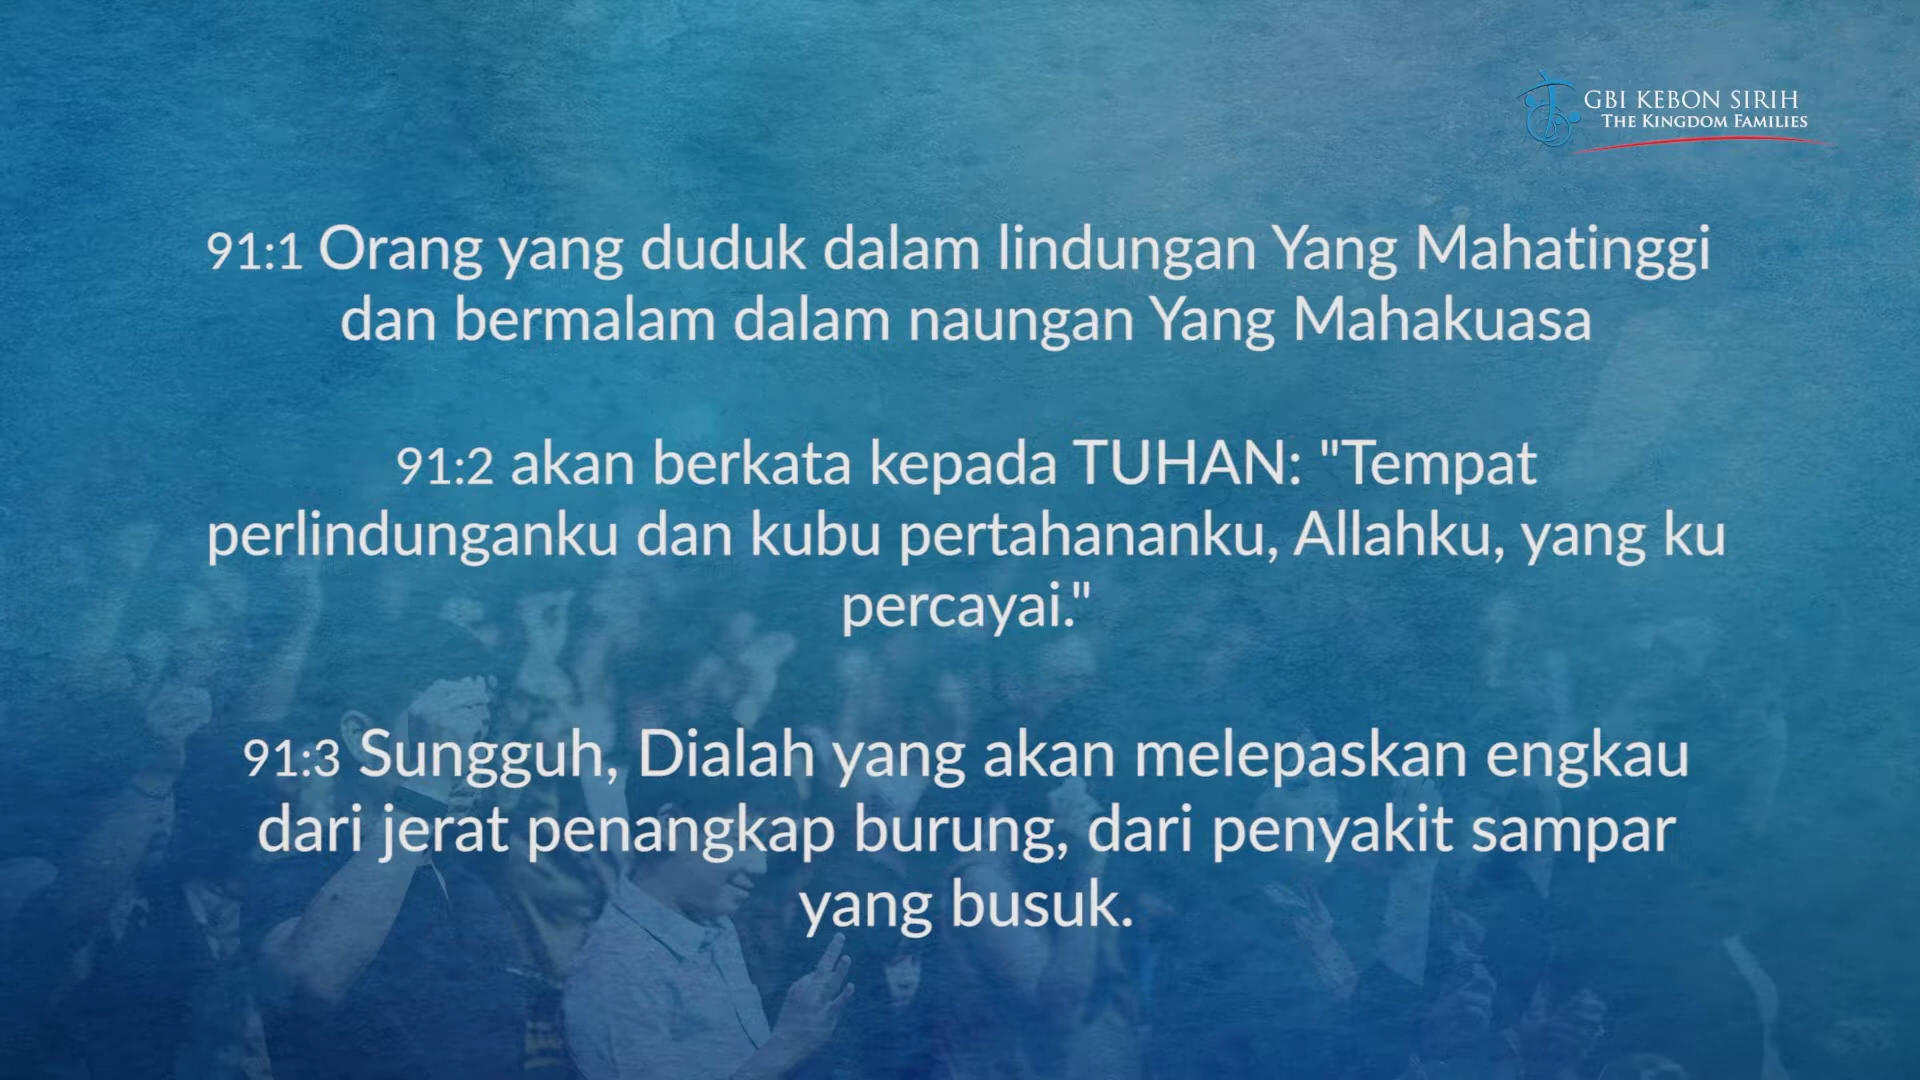 GBI KEBON SIRIH
THE KINGDOM FAMILIES
91:1 Orang yang duduk dalam lindungan Yang Mahatinggi
dan bermalam dalam naungan Yang Mahakuasa
91:2 akan berkata kepada TUHAN: "Tempat
perlindunganku dan kubu pertahananku, Allahku, yang ku
percayai."
91:3 Sungguh, Dialah yang akan melepaskan engkau
dari jerat penangkap burung, dari penyakit sampar
yang busuk.